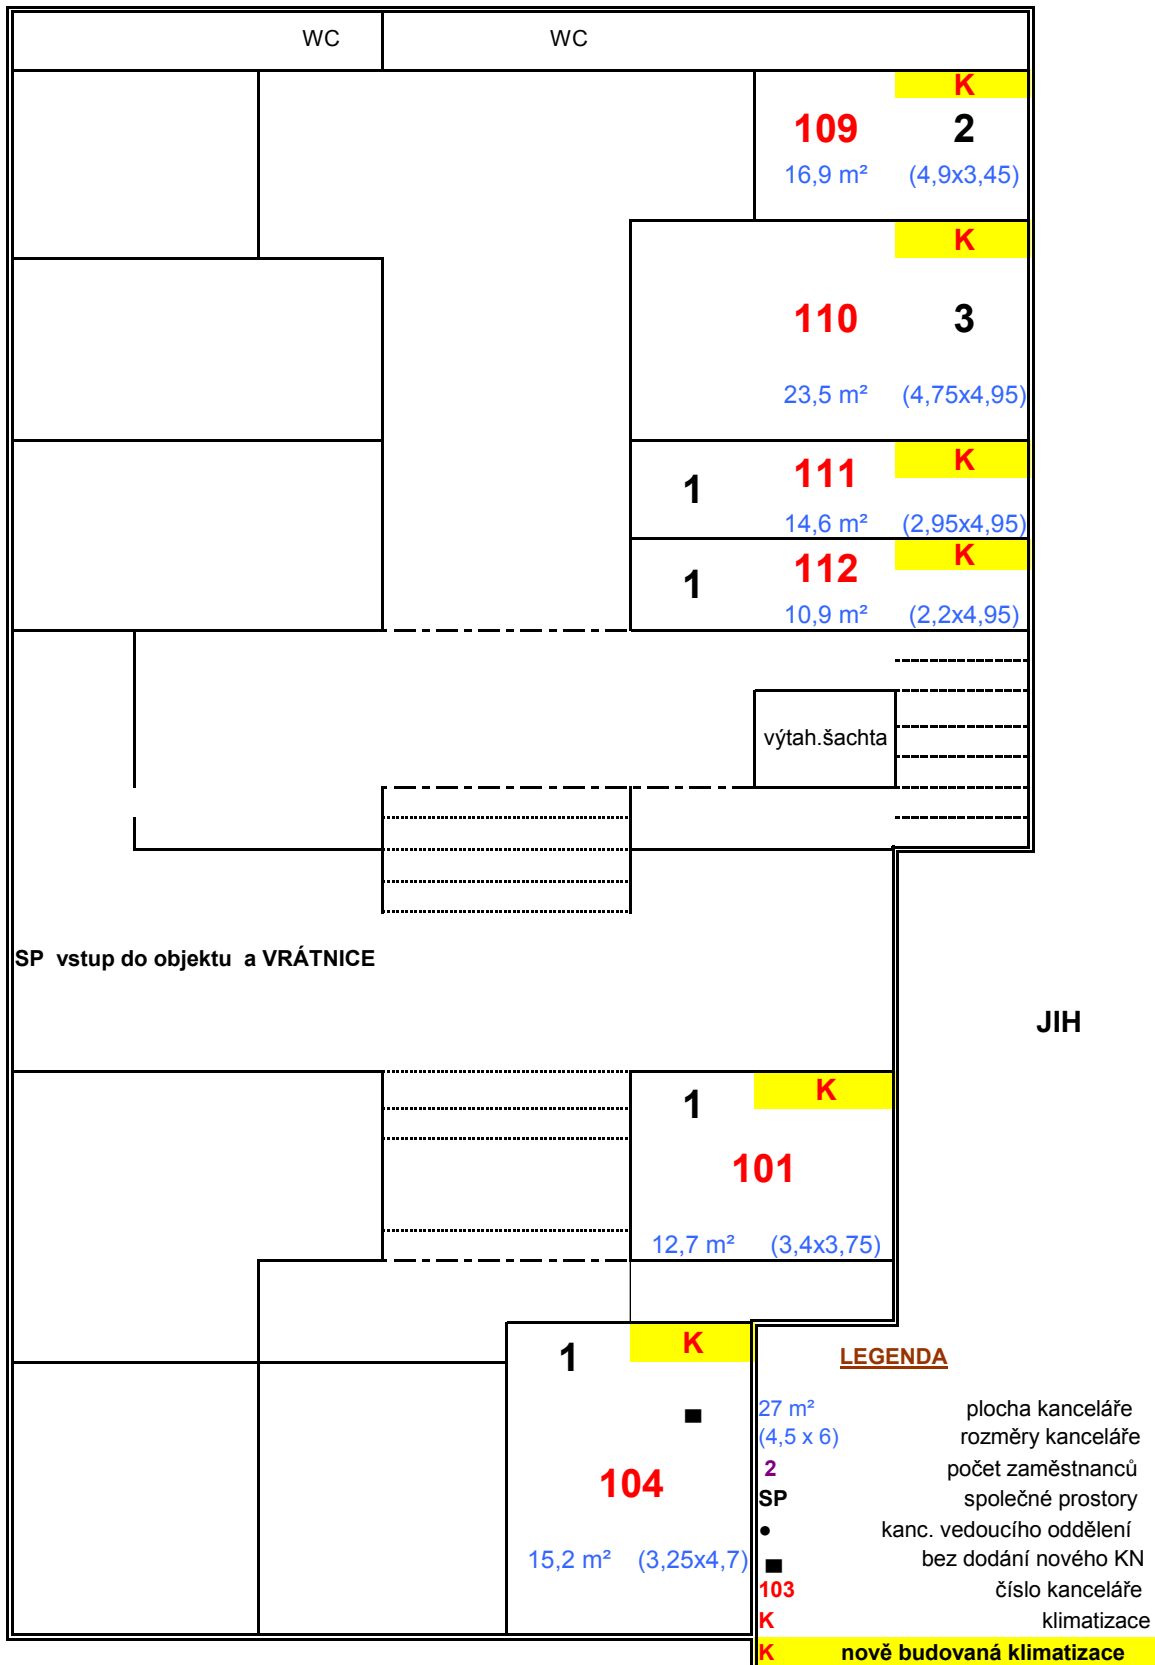 WC WC
K
109 2
16,9 m² (4,9x3,45)
K
110 3
23,5 m² (4,75x4,95)
K
1 111
14,6 m² (2,95x4,95)
K
1 112
10,9 m² (2,2x4,95)
výtah.šachta
SP vstup do objektu a VRÁTNICE
JIH
1 K
101
12,7 m² (3,4x3,75)
1 K
■
104
15,2 m² (3,25x4,7)
LEGENDA
27 m² plocha kanceláře
(4,5 x 6) rozměry kanceláře
2 počet zaměstnanců
SP společné prostory
● kanc. vedoucího oddělení
■ bez dodání nového KN
103 číslo kanceláře
K klimatizace
K nově budovaná klimatizace